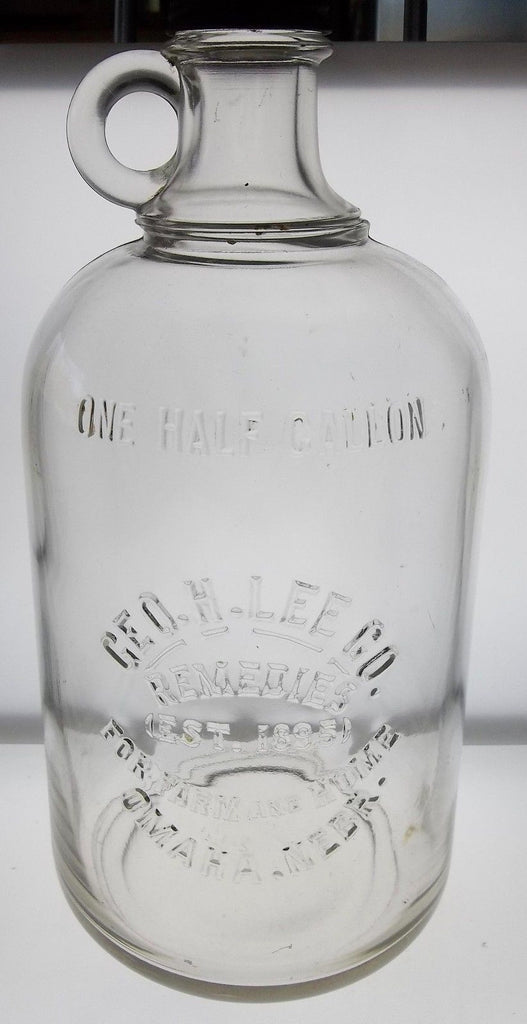 ONE HALF GALLON
GEO. H. LEE CO.
REMEDIES
(EST. 1895)
FOR FARM AND HOME
OMAHA. NEBR.